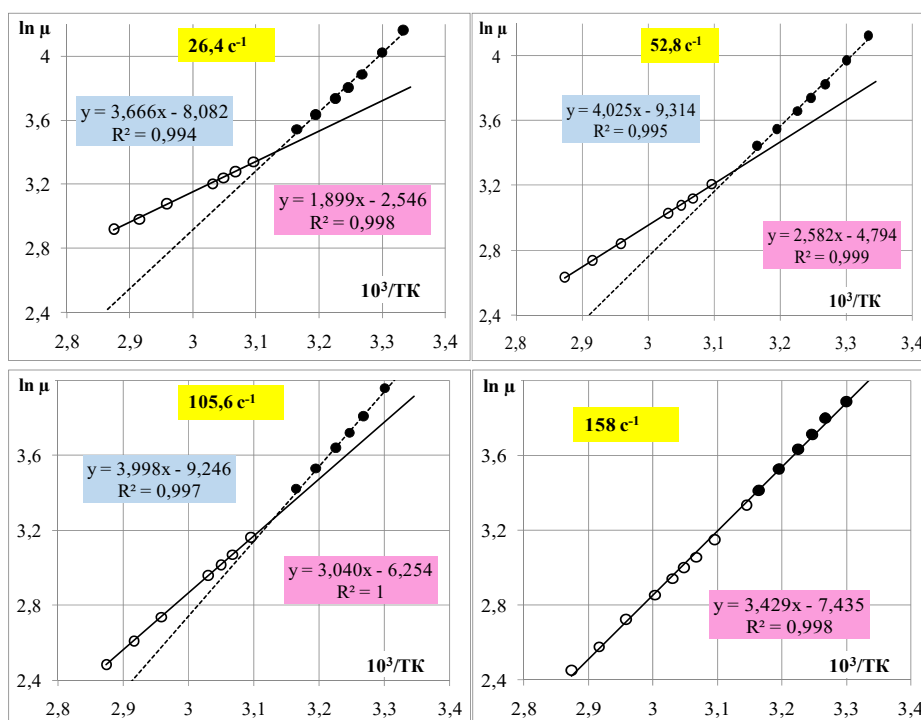 ln μ
26,4 c⁻¹
4
y = 3,666x - 8,082
R² = 0,994
3,6
3,2
y = 1,899x - 2,546
R² = 0,998
2,8
10³/ТК
2,4
2,8 2,9 3 3,1 3,2 3,3 3,4
ln μ
52,8 c⁻¹
4
y = 4,025x - 9,314
R² = 0,995
3,6
3,2
y = 2,582x - 4,794
R² = 0,999
2,8
10³/ТК
2,4
2,8 2,9 3 3,1 3,2 3,3 3,4
ln μ
105,6 c⁻¹
3,6
y = 3,998x - 9,246
R² = 0,997
3,2
y = 3,040x - 6,254
R² = 1
2,8
10³/ТК
2,4
2,8 2,9 3 3,1 3,2 3,3 3,4
ln μ
158 c⁻¹
3,6
3,2
2,8
y = 3,429x - 7,435
R² = 0,998
10³/ТК
2,4
2,8 2,9 3 3,1 3,2 3,3 3,4